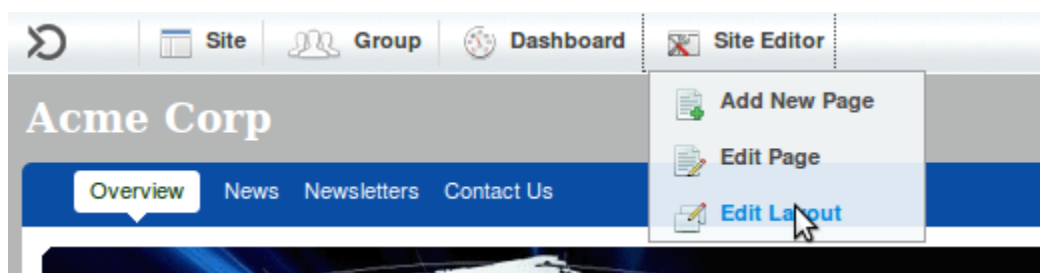 Site Group Dashboard Site Editor
Add New Page
Acme Corp
Edit Page
Overview News Newsletters Contact Us
Edit Layout